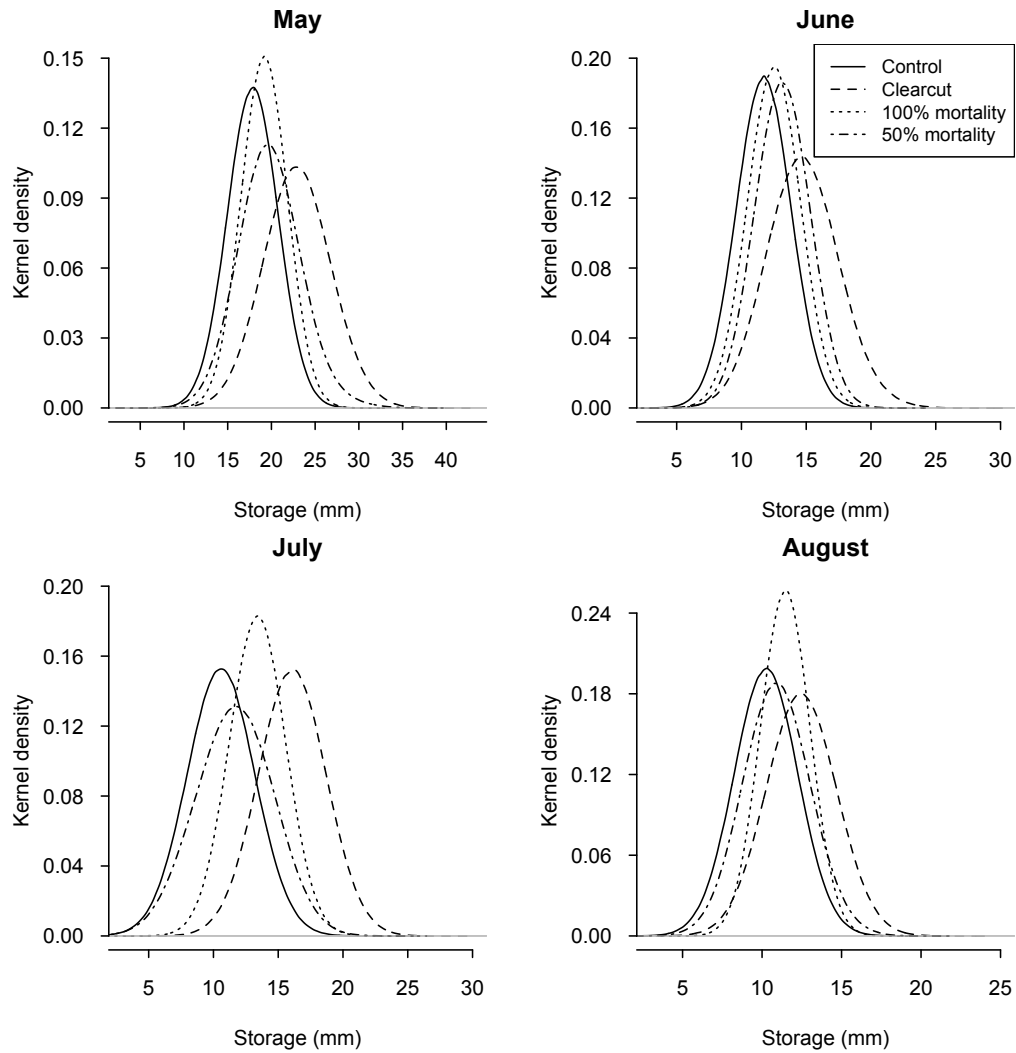 May
0.15
0.12
0.09
0.06
0.03
0.00
Kernel density
5 10 15 20 25 30 35 40
Storage (mm)
June
0.20
0.16
0.12
0.08
0.04
0.00
Kernel density
Control
Clearcut
100% mortality
50% mortality
5 10 15 20 25 30
Storage (mm)
July
0.20
0.16
0.12
0.08
0.04
0.00
Kernel density
5 10 15 20 25 30
Storage (mm)
August
0.24
0.18
0.12
0.06
0.00
Kernel density
5 10 15 20 25
Storage (mm)